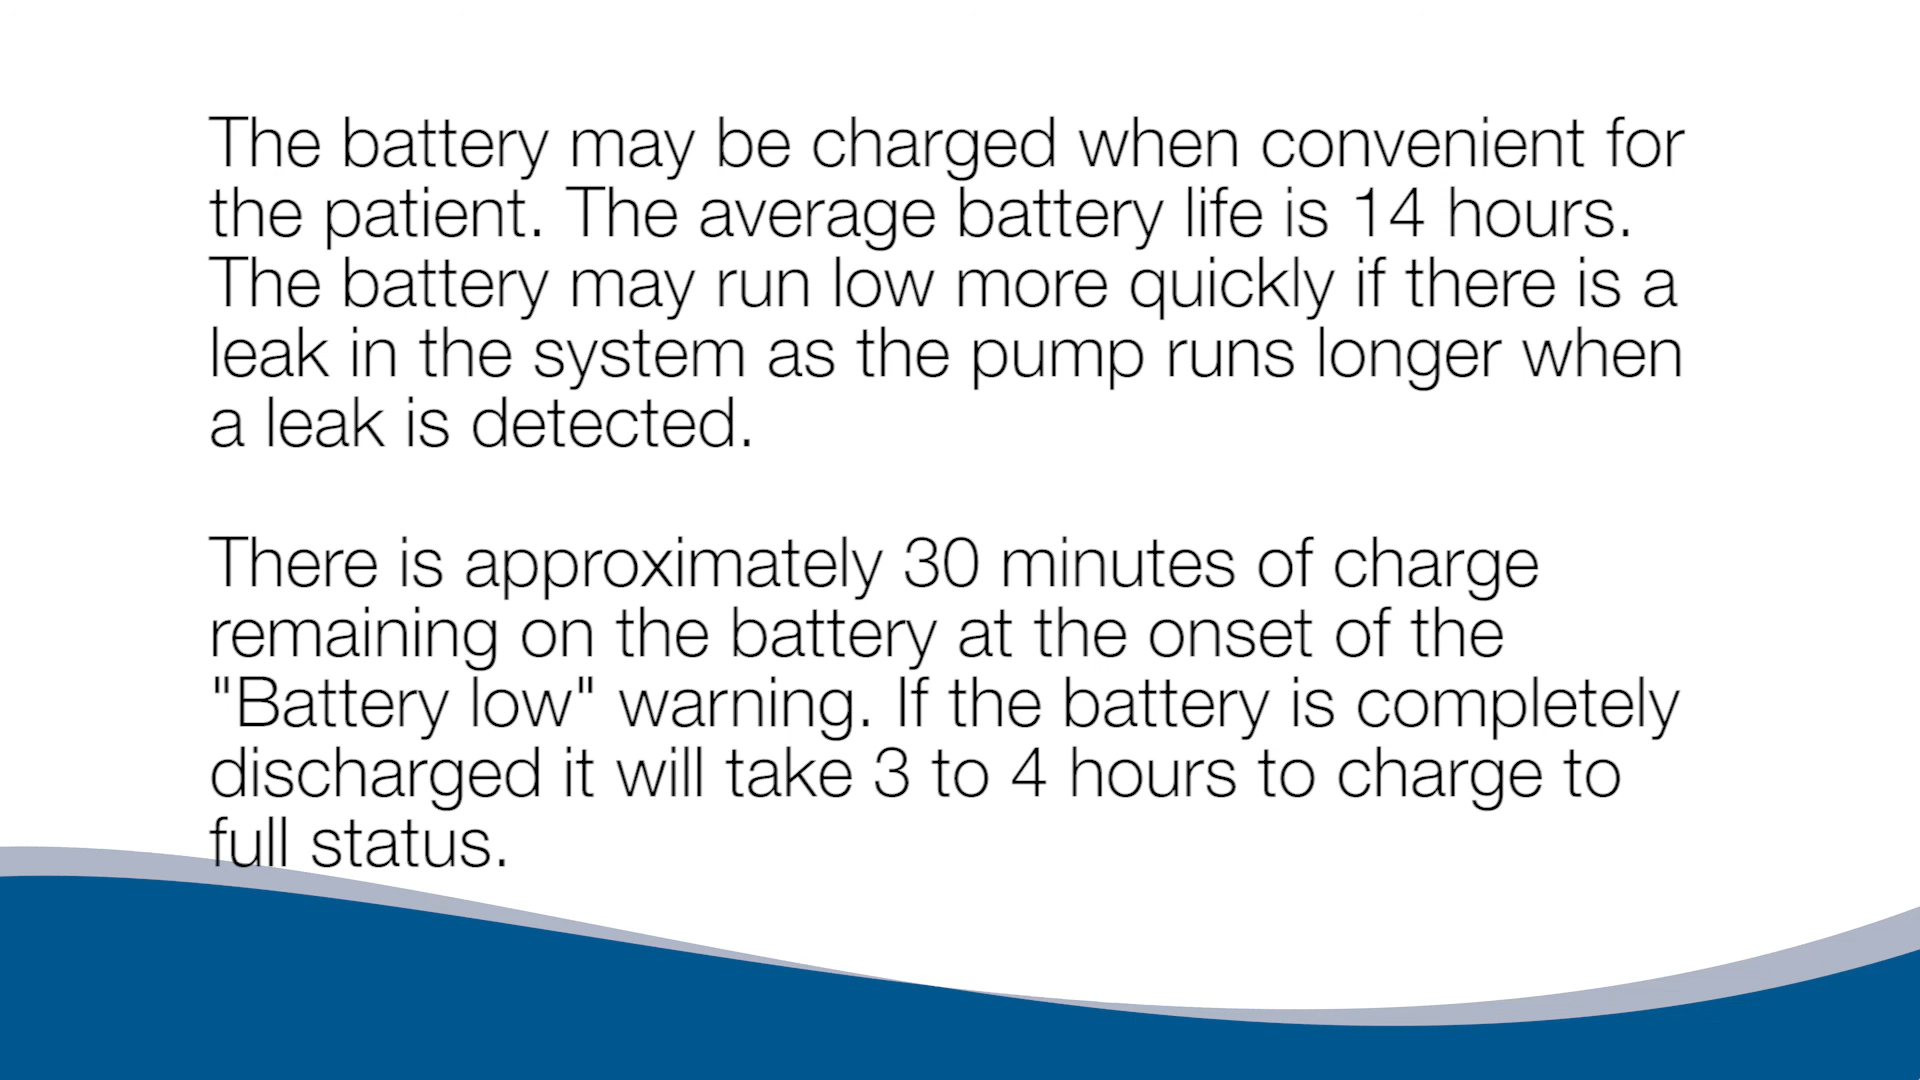 The battery may be charged when convenient for
the patient. The average battery life is 14 hours.
The battery may run low more quickly if there is a
leak in the system as the pump runs longer when
a leak is detected.
There is approximately 30 minutes of charge
remaining on the battery at the onset of the
"Battery low" warning. If the battery is completely
discharged it will take 3 to 4 hours to charge to
full status.